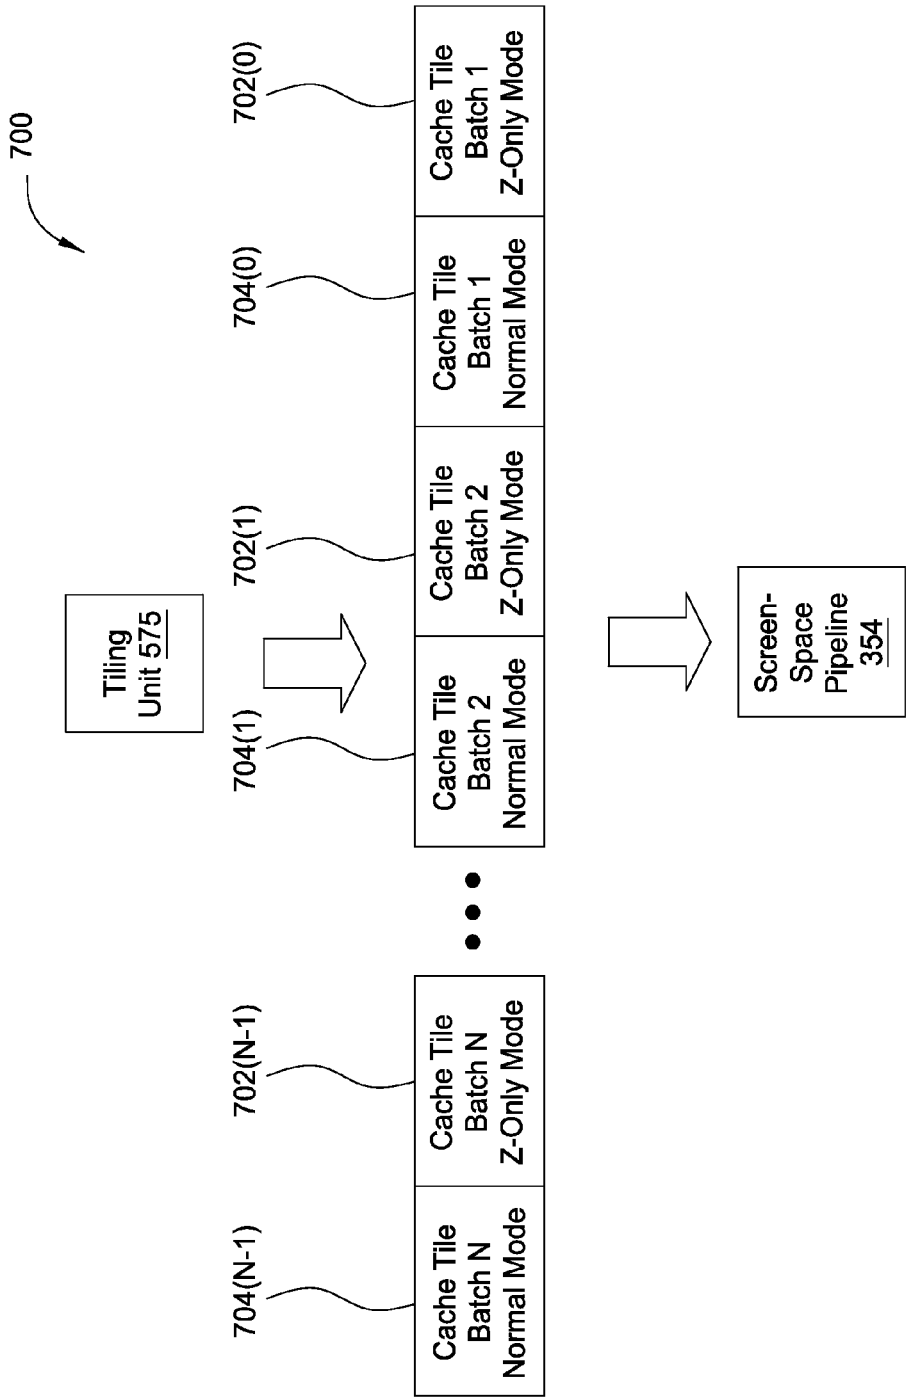 700
Tiling
Unit 575
704(N-1)
702(N-1)
704(1)
702(1)
704(0)
702(0)
Cache Tile
Batch N
Normal Mode
Cache Tile
Batch N
Z-Only Mode
Cache Tile
Batch 2
Normal Mode
Cache Tile
Batch 2
Z-Only Mode
Cache Tile
Batch 1
Normal Mode
Cache Tile
Batch 1
Z-Only Mode
Screen-
Space
Pipeline
354